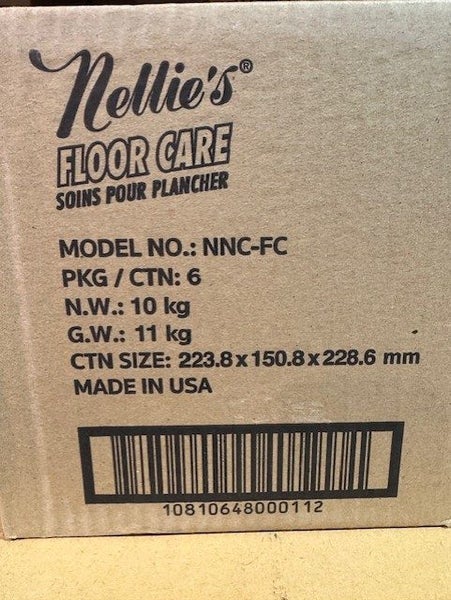 Nellie's®
FLOOR CARE
SOINS POUR PLANCHER
MODEL NO.: NNC-FC
PKG / CTN: 6
N.W.: 10 kg
G.W.: 11 kg
CTN SIZE: 223.8 x 150.8 x 228.6 mm
MADE IN USA
10810648000112